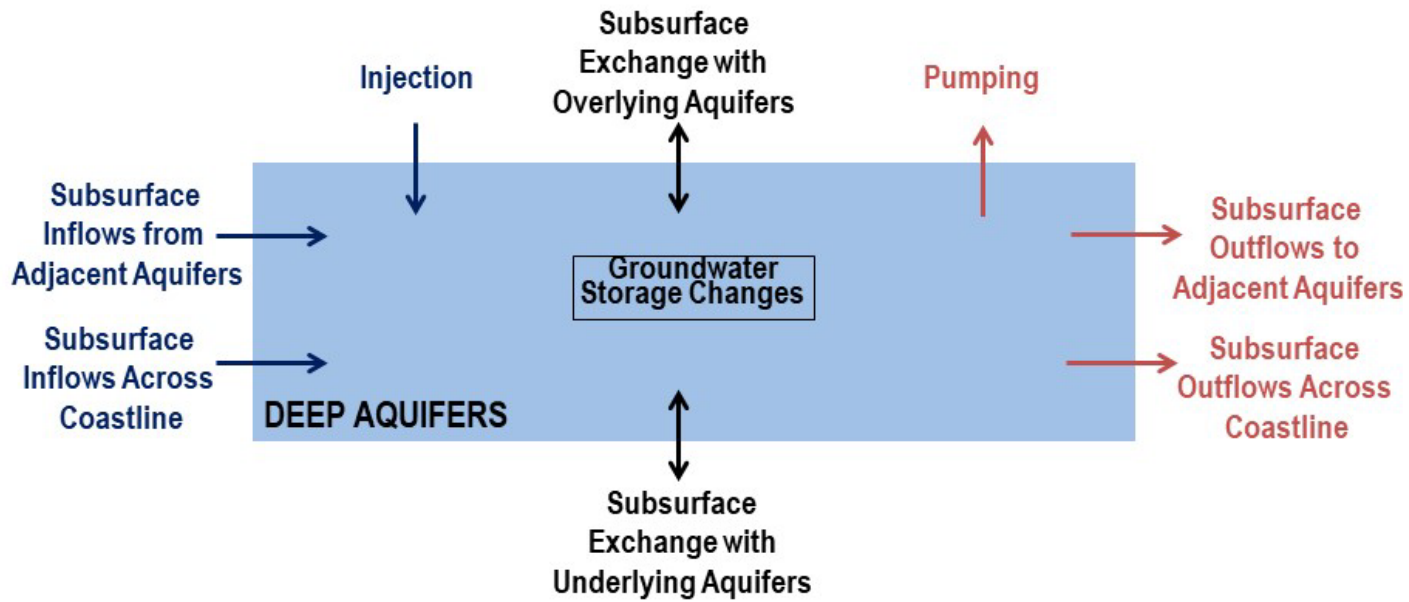 Subsurface
Exchange with
Overlying Aquifers
Injection
Pumping
Subsurface
Inflows from
Adjacent Aquifers
Subsurface
Outflows to
Adjacent Aquifers
Groundwater
Storage Changes
Subsurface
Inflows Across
Coastline
Subsurface
Outflows Across
Coastline
DEEP AQUIFERS
Subsurface
Exchange with
Underlying Aquifers